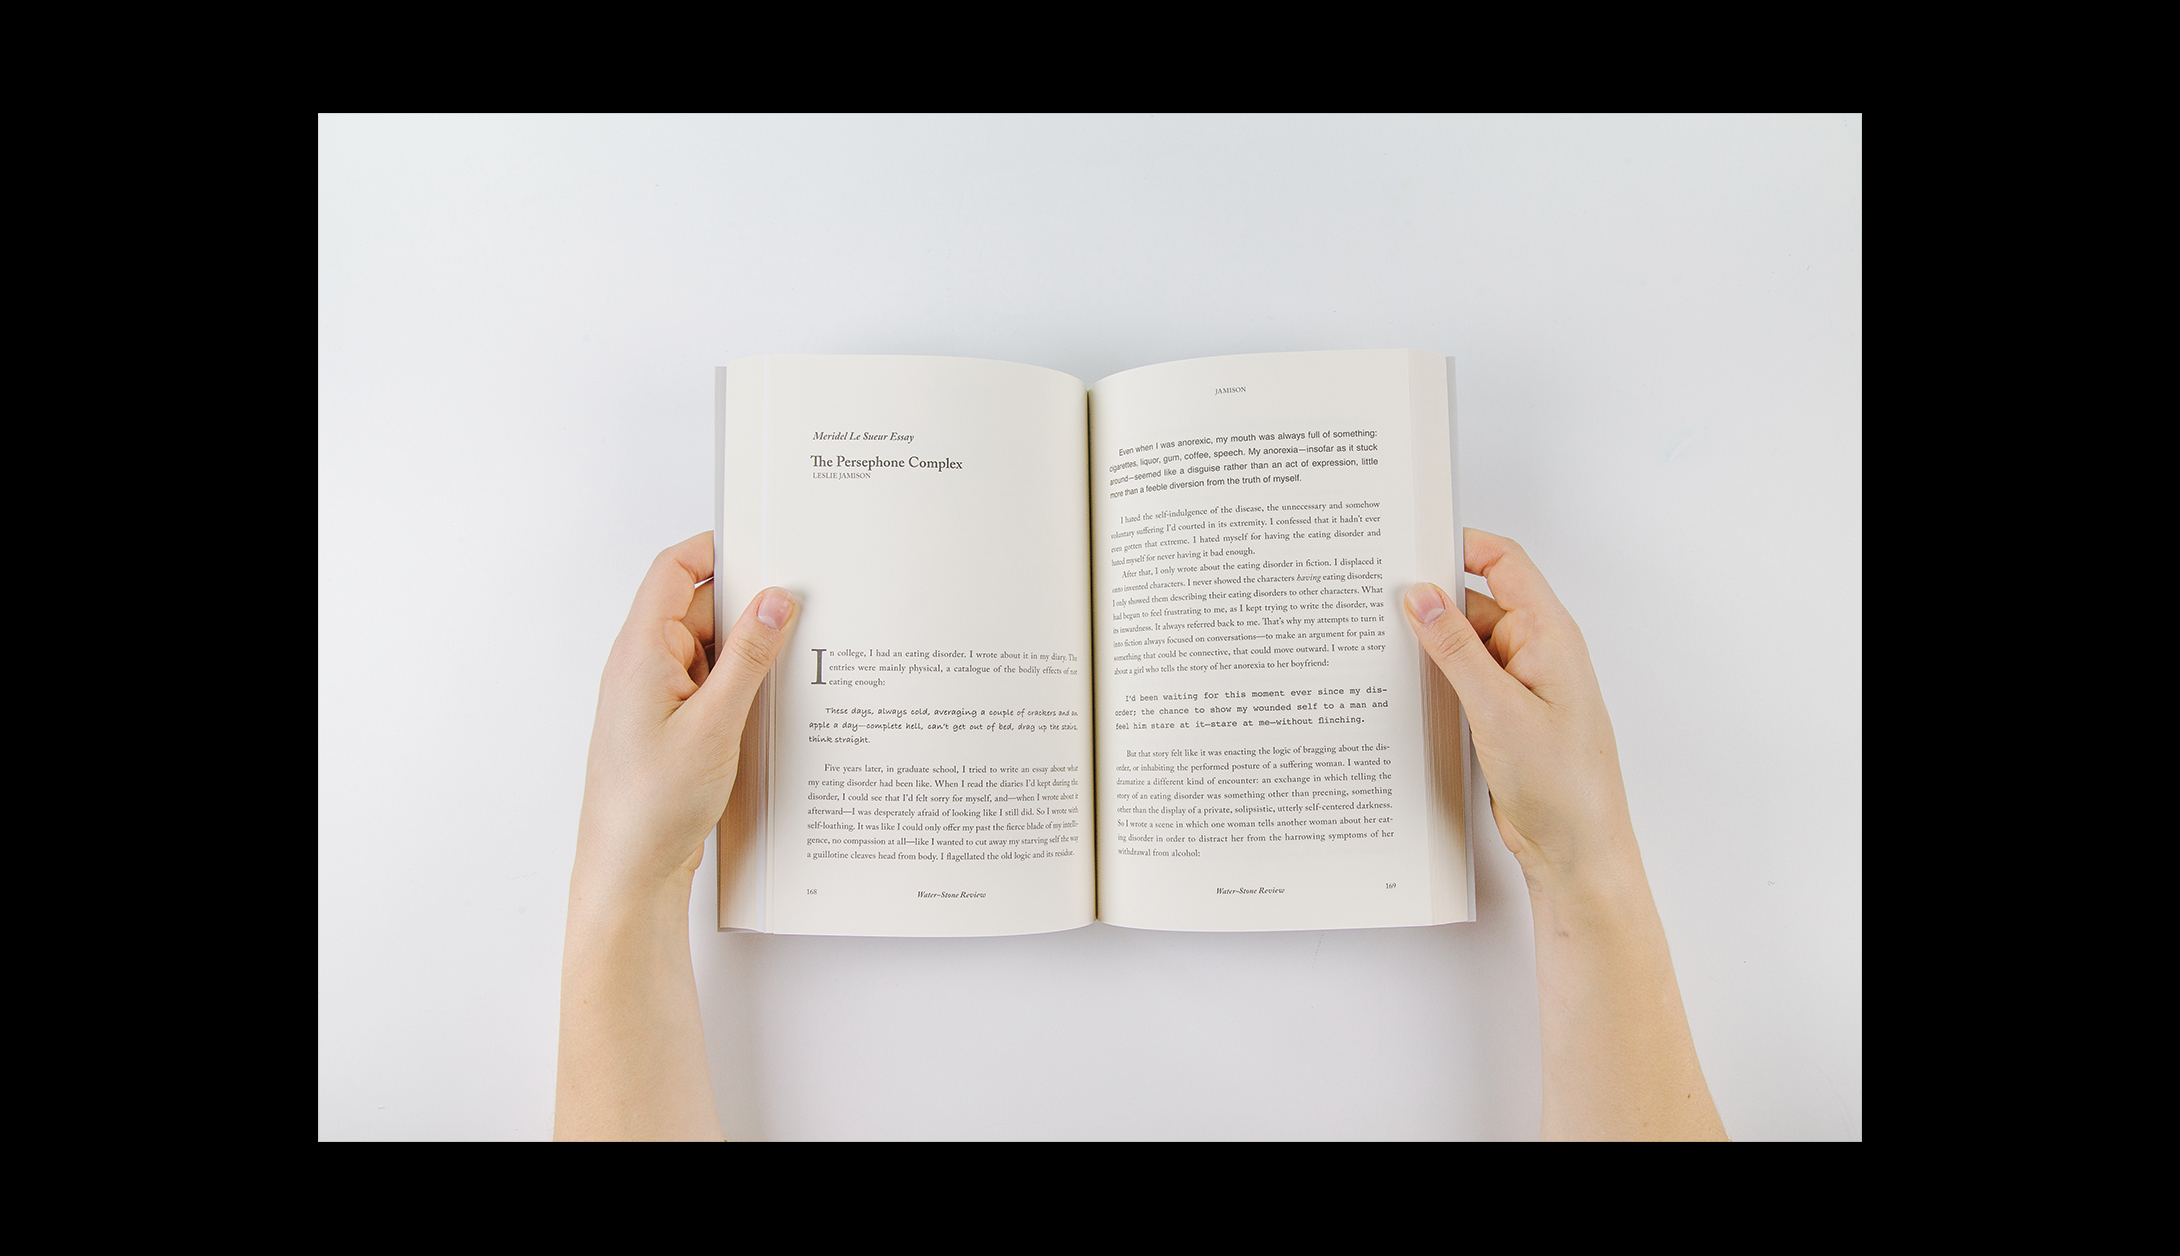 Meridel Le Sueur Essay
The Persephone Complex
LESLIE JAMISON
In college, I had an eating disorder. I wrote about it in my diary. The
entries were mainly physical, a catalogue of the bodily effects of not
eating enough:
These days, always cold, averaging a couple of crackers and an
apple a day—complete hell, can't get out of bed, drag up the stairs,
think straight.
Five years later, in graduate school, I tried to write an essay about what
my eating disorder had been like. When I read the diaries I'd kept during the
disorder, I could see that I'd felt sorry for myself, and—when I wrote about it
afterward—I was desperately afraid of looking like I still did. So I wrote with
self-loathing. It was like I could only offer my past the fierce blade of my intelli-
gence, no compassion at all—like I wanted to cut away my starving self the way
a guillotine cleaves head from body. I flagellated the old logic and its residue.
168
Water~Stone Review
JAMISON
Even when I was anorexic, my mouth was always full of something:
cigarettes, liquor, gum, coffee, speech. My anorexia—insofar as it stuck
around—seemed like a disguise rather than an act of expression, little
more than a feeble diversion from the truth of myself.
I hated the self-indulgence of the disease, the unnecessary and somehow
voluntary suffering I'd courted in its extremity. I confessed that it hadn't ever
even gotten that extreme. I hated myself for having the eating disorder and
hated myself for never having it bad enough.
After that, I only wrote about the eating disorder in fiction. I displaced it
onto invented characters. I never showed the characters having eating disorders;
I only showed them describing their eating disorders to other characters. What
had begun to feel frustrating to me, as I kept trying to write the disorder, was
its inwardness. It always referred back to me. That's why my attempts to turn it
into fiction always focused on conversations—to make an argument for pain as
something that could be connective, that could move outward. I wrote a story
about a girl who tells the story of her anorexia to her boyfriend:
I'd been waiting for this moment ever since my dis-
order; the chance to show my wounded self to a man and
feel him stare at it—stare at me—without flinching.
But that story felt like it was enacting the logic of bragging about the dis-
order, or inhabiting the performed posture of a suffering woman. I wanted to
dramatize a different kind of encounter: an exchange in which telling the
story of an eating disorder was something other than preening, something
other than the display of a private, solipsistic, utterly self-centered darkness.
So I wrote a scene in which one woman tells another woman about her eat-
ing disorder in order to distract her from the harrowing symptoms of her
withdrawal from alcohol:
Water~Stone Review
169